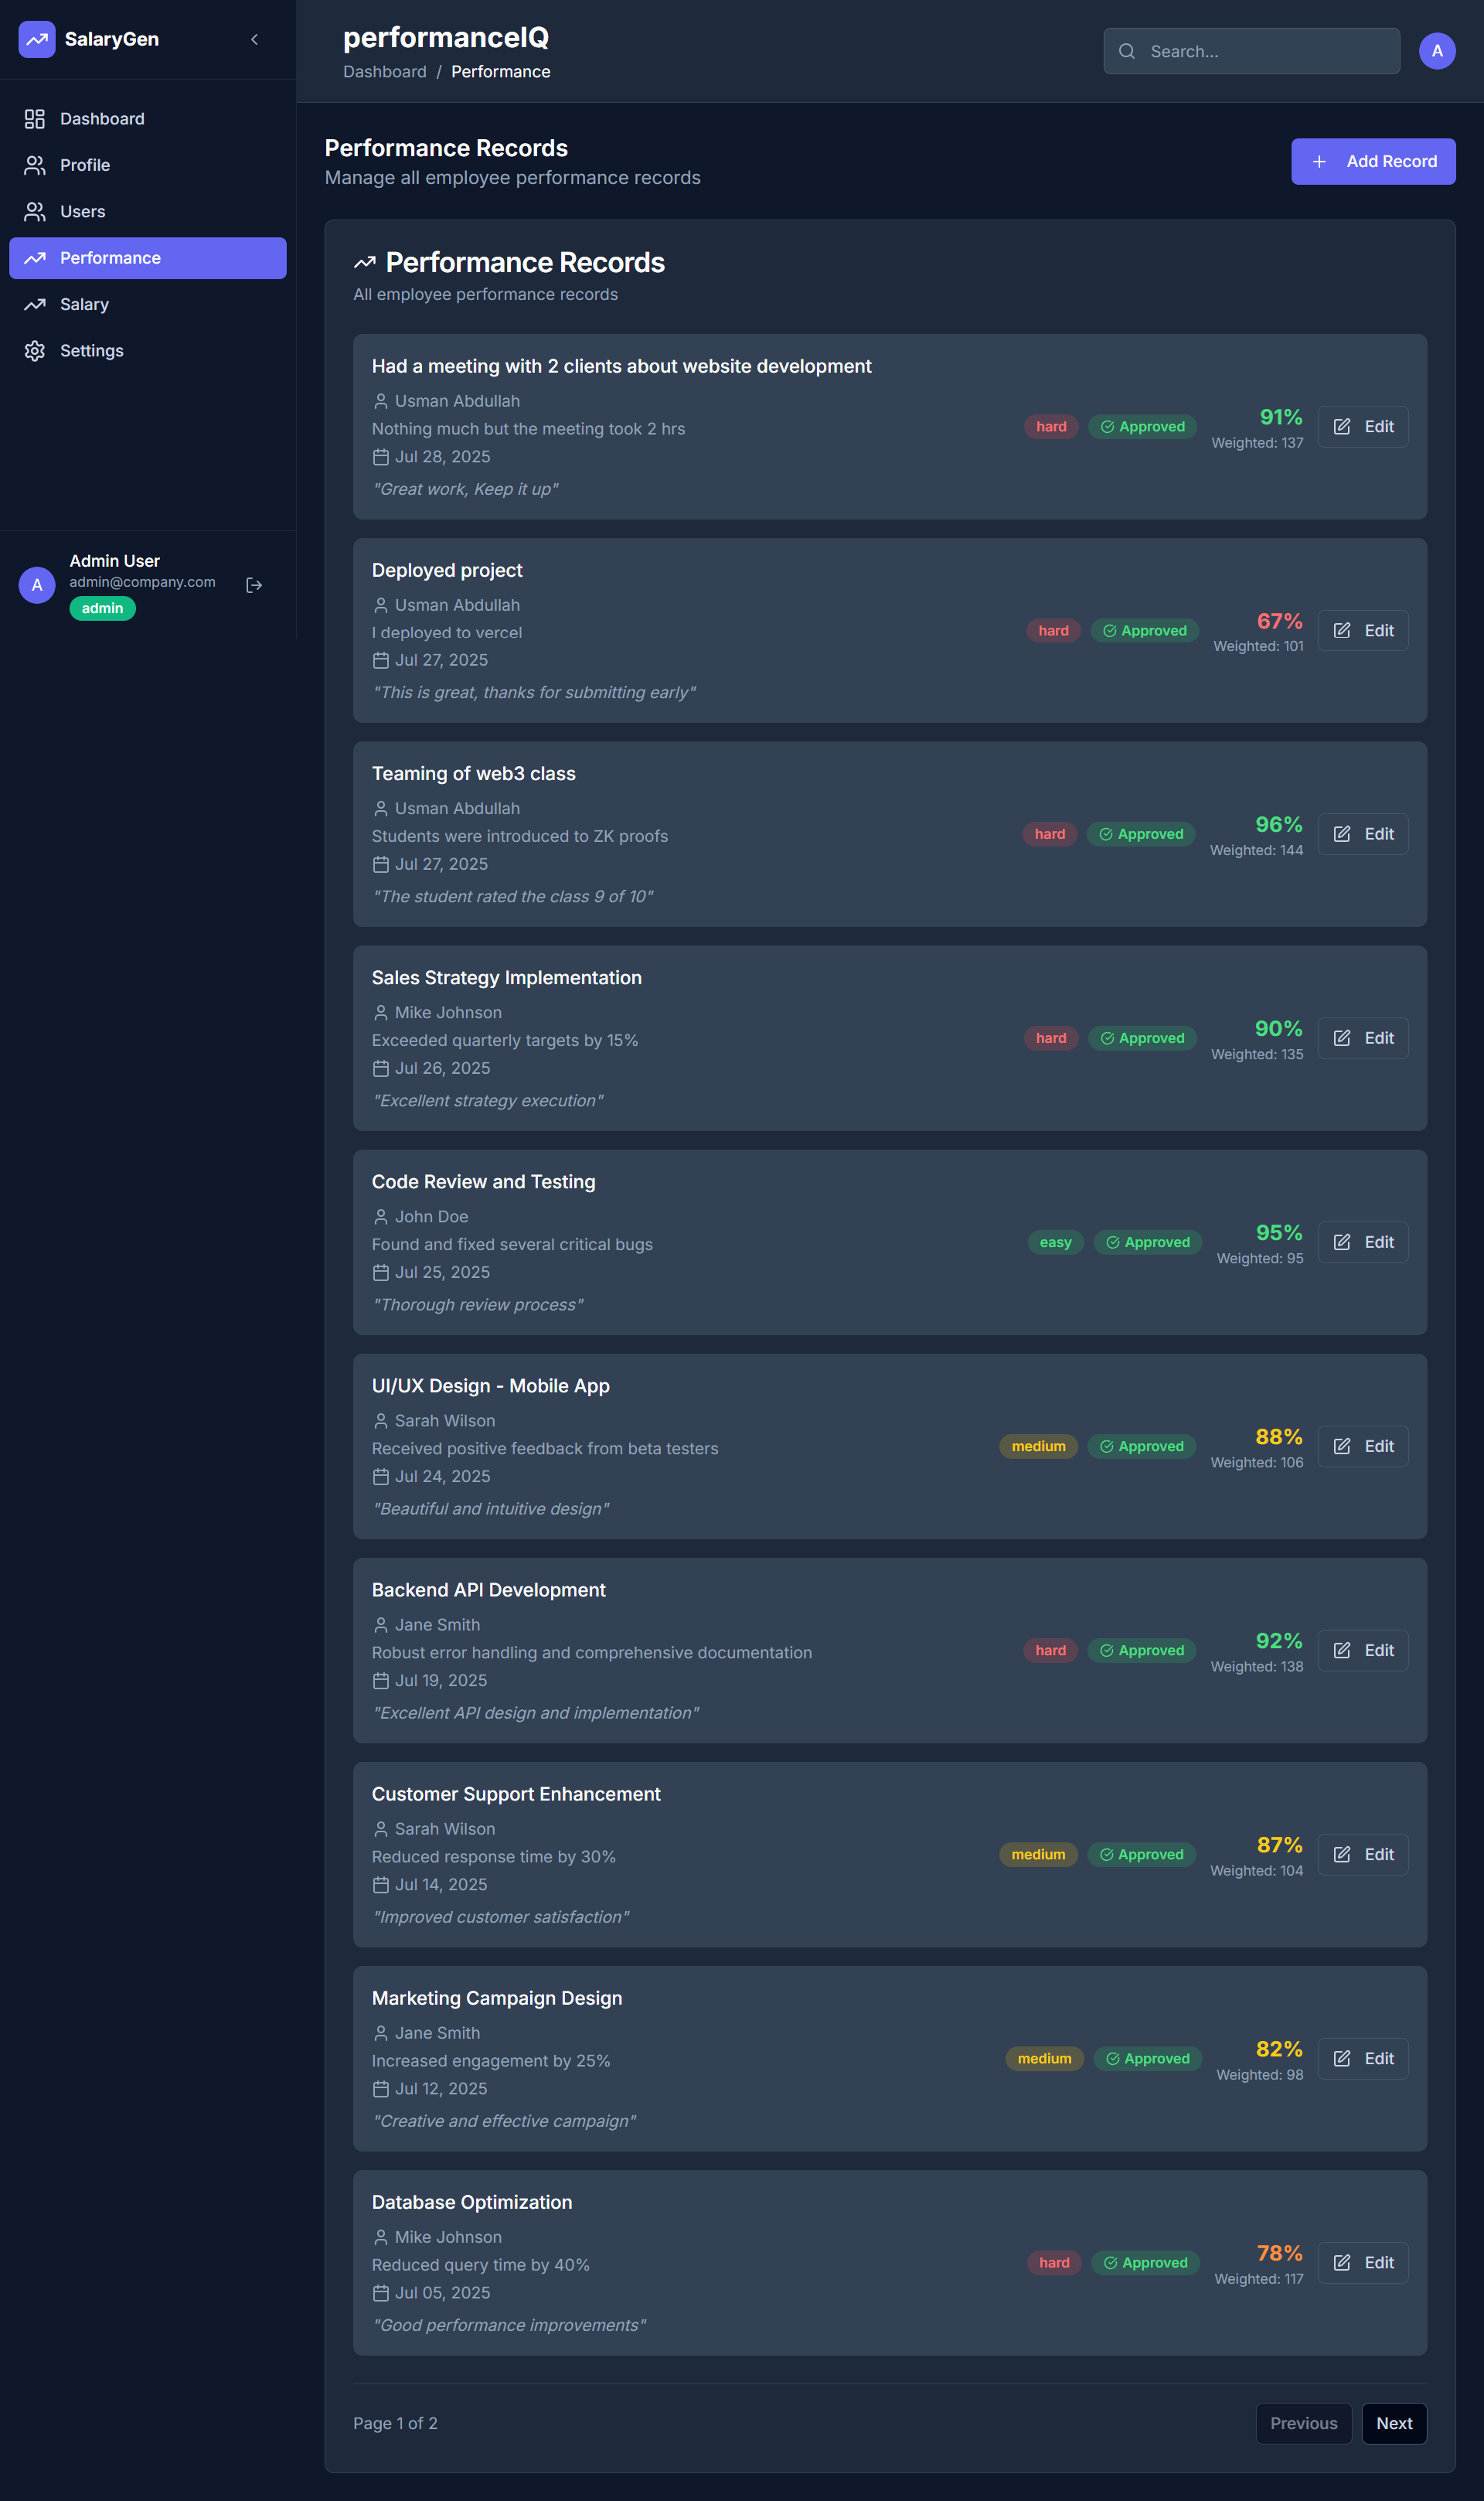 SalaryGen
Dashboard
Profile
Users
Performance
Salary
Settings
A
Admin User
admin@company.com
admin
performanceIQ
Dashboard / Performance
Search...
A
Performance Records
Manage all employee performance records
Add Record
Performance Records
All employee performance records
Had a meeting with 2 clients about website development
Usman Abdullah
Nothing much but the meeting took 2 hrs
Jul 28, 2025
"Great work, Keep it up"
hard
Approved
91%
Weighted: 137
Edit
Deployed project
Usman Abdullah
I deployed to vercel
Jul 27, 2025
"This is great, thanks for submitting early"
hard
Approved
67%
Weighted: 101
Edit
Teaming of web3 class
Usman Abdullah
Students were introduced to ZK proofs
Jul 27, 2025
"The student rated the class 9 of 10"
hard
Approved
96%
Weighted: 144
Edit
Sales Strategy Implementation
Mike Johnson
Exceeded quarterly targets by 15%
Jul 26, 2025
"Excellent strategy execution"
hard
Approved
90%
Weighted: 135
Edit
Code Review and Testing
John Doe
Found and fixed several critical bugs
Jul 25, 2025
"Thorough review process"
easy
Approved
95%
Weighted: 95
Edit
UI/UX Design - Mobile App
Sarah Wilson
Received positive feedback from beta testers
Jul 24, 2025
"Beautiful and intuitive design"
medium
Approved
88%
Weighted: 106
Edit
Backend API Development
Jane Smith
Robust error handling and comprehensive documentation
Jul 19, 2025
"Excellent API design and implementation"
hard
Approved
92%
Weighted: 138
Edit
Customer Support Enhancement
Sarah Wilson
Reduced response time by 30%
Jul 14, 2025
"Improved customer satisfaction"
medium
Approved
87%
Weighted: 104
Edit
Marketing Campaign Design
Jane Smith
Increased engagement by 25%
Jul 12, 2025
"Creative and effective campaign"
medium
Approved
82%
Weighted: 98
Edit
Database Optimization
Mike Johnson
Reduced query time by 40%
Jul 05, 2025
"Good performance improvements"
hard
Approved
78%
Weighted: 117
Edit
Page 1 of 2
Previous
Next